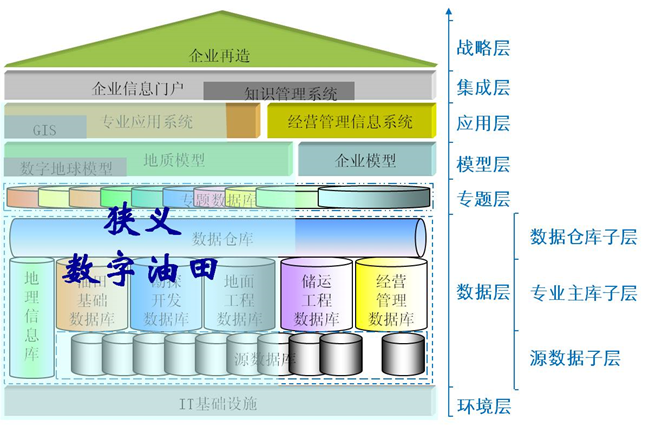 企业再造
战略层
企业信息门户
知识管理系统
集成层
GIS
专业应用系统
经营管理信息系统
应用层
数字地球模型
地质模型
企业模型
模型层
专题数据库
专题层
狭义
数字油田
数据仓库
数据仓库子层
地理信息库
油田
基础
数据库
勘探
开发
数据库
地面
工程
数据库
储运
工程
数据库
经营
管理
数据库
数据层
专业主库子层
源数据库
源数据子层
IT基础设施
环境层